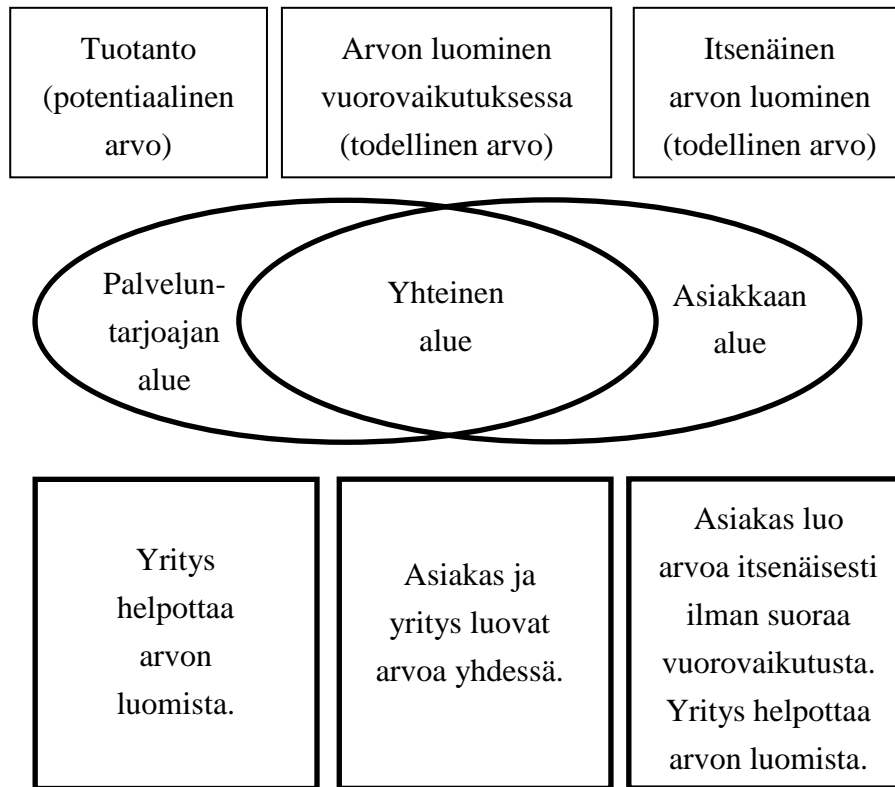 Tuotanto
(potentiaalinen
arvo)
Arvon luominen
vuorovaikutuksessa
(todellinen arvo)
Itsenäinen
arvon luominen
(todellinen arvo)
Palvelun-
tarjoajan
alue
Yhteinen
alue
Asiakkaan
alue
Yritys
helpottaa
arvon
luomista.
Asiakas ja
yritys luovat
arvoa yhdessä.
Asiakas luo
arvoa itsenäisesti
ilman suoraa
vuorovaikutusta.
Yritys helpottaa
arvon luomista.